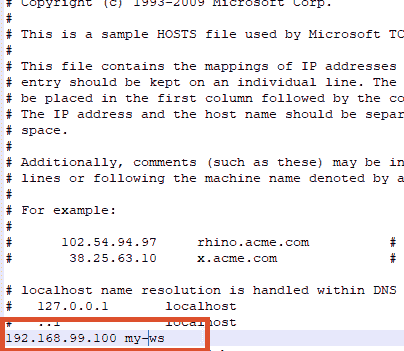 # Copyright (c) 1993-2009 Microsoft Corp.
#
# This is a sample HOSTS file used by Microsoft TC
#
# This file contains the mappings of IP addresses
# entry should be kept on an individual line. The
# be placed in the first column followed by the co
# The IP address and the host name should be separ
# space.
#
# Additionally, comments (such as these) may be in
# lines or following the machine name denoted by a
#
# For example:
#
# 102.54.94.97 rhino.acme.com #
# 38.25.63.10 x.acme.com #
#
# localhost name resolution is handled within DNS
# 127.0.0.1 localhost
# ::1 localhost
192.168.99.100 my-ws